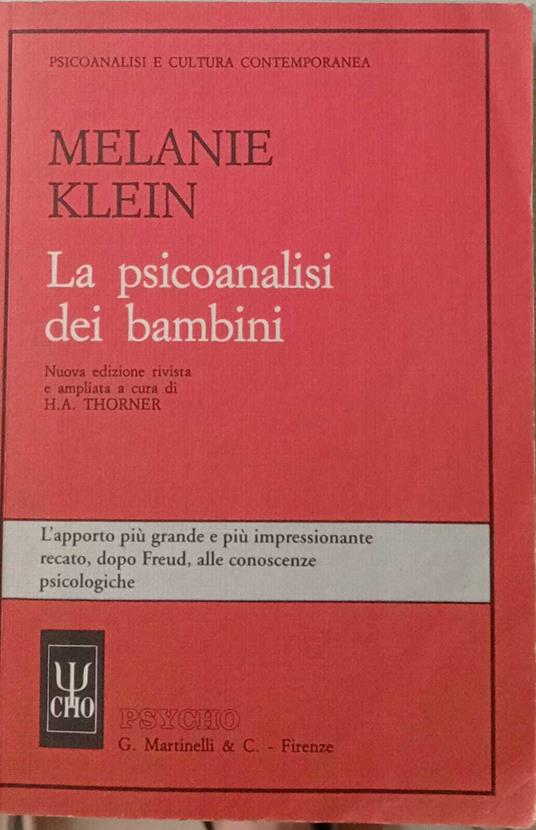 PSICOANALISI E CULTURA CONTEMPORANEA
MELANIE
KLEIN
La psicoanalisi
dei bambini
Nuova edizione rivista
e ampliata a cura di
H.A. THORNER
L'apporto più grande e più impressionante
recato, dopo Freud, alle conoscenze
psicologiche
Ψ
CHO
PSYCHO
G. Martinelli & C. - Firenze